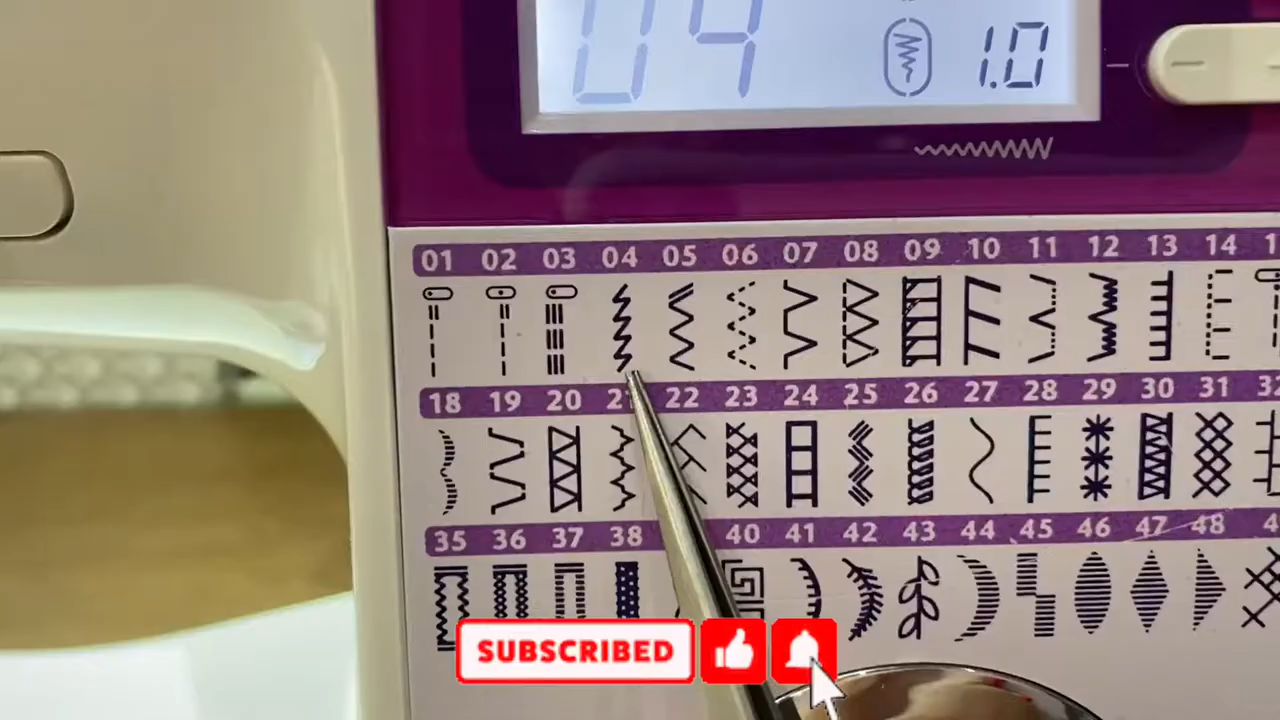 04 1.0
01 02 03 04 05 06 07 08 09 10 11 12 13 14
18 19 20 21 22 23 24 25 26 27 28 29 30 31 32
35 36 37 38 40 41 42 43 44 45 46 47 48
SUBSCRIBED